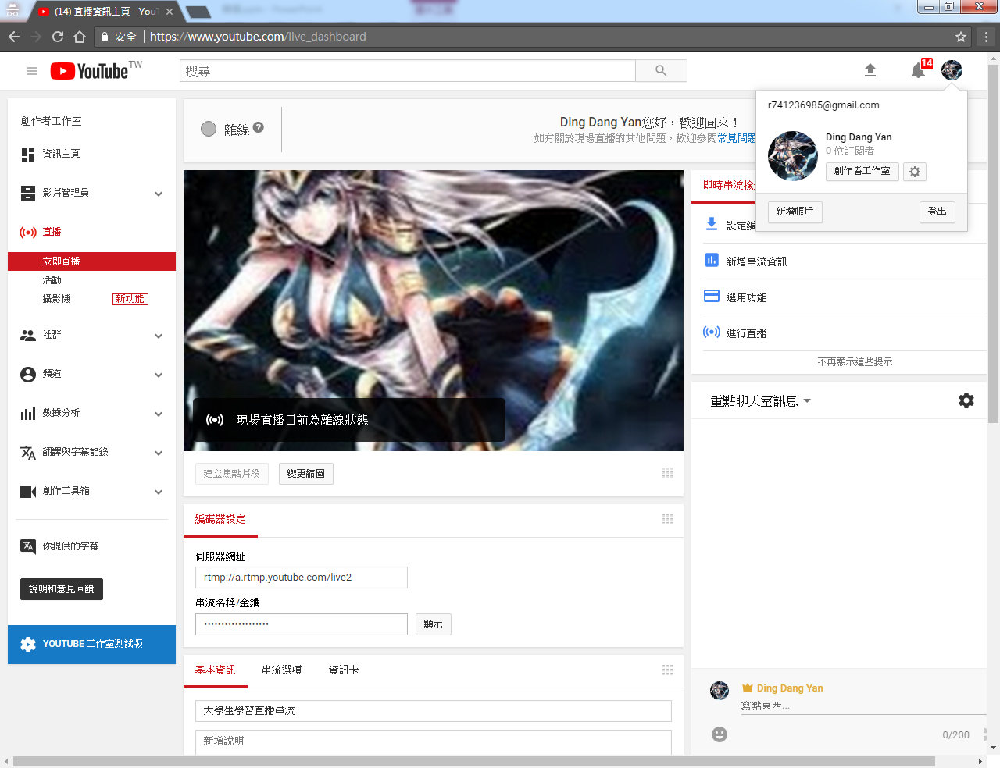 (14) 直播資訊主頁 - YouT
安全 | https://www.youtube.com/live_dashboard
YouTube TW
搜尋
14
r741236985@gmail.com
Ding Dang Yan
0 位訂閱者
創作者工作室
新增帳戶
登出
創作者工作室
資訊主頁
影片管理員
直播
立即直播
活動
攝影機
新功能
社群
頻道
數據分析
翻譯與字幕記錄
創作工具箱
你提供的字幕
說明和意見回饋
YOUTUBE 工作室測試版
離線
Ding Dang Yan您好，歡迎回來！
如有關於現場直播的其他問題，歡迎參閱常見問題
現場直播目前為離線狀態
建立焦點片段
變更縮圖
編碼器設定
伺服器網址
rtmp://a.rtmp.youtube.com/live2
串流名稱/金鑰
•••••••••••••••••••
顯示
基本資訊
串流選項
資訊卡
大學生學習直播串流
新增說明
即時串流檢
設定編
新增串流資訊
選用功能
進行直播
不再顯示這些提示
重點聊天室訊息
Ding Dang Yan
寫點東西...
0/200